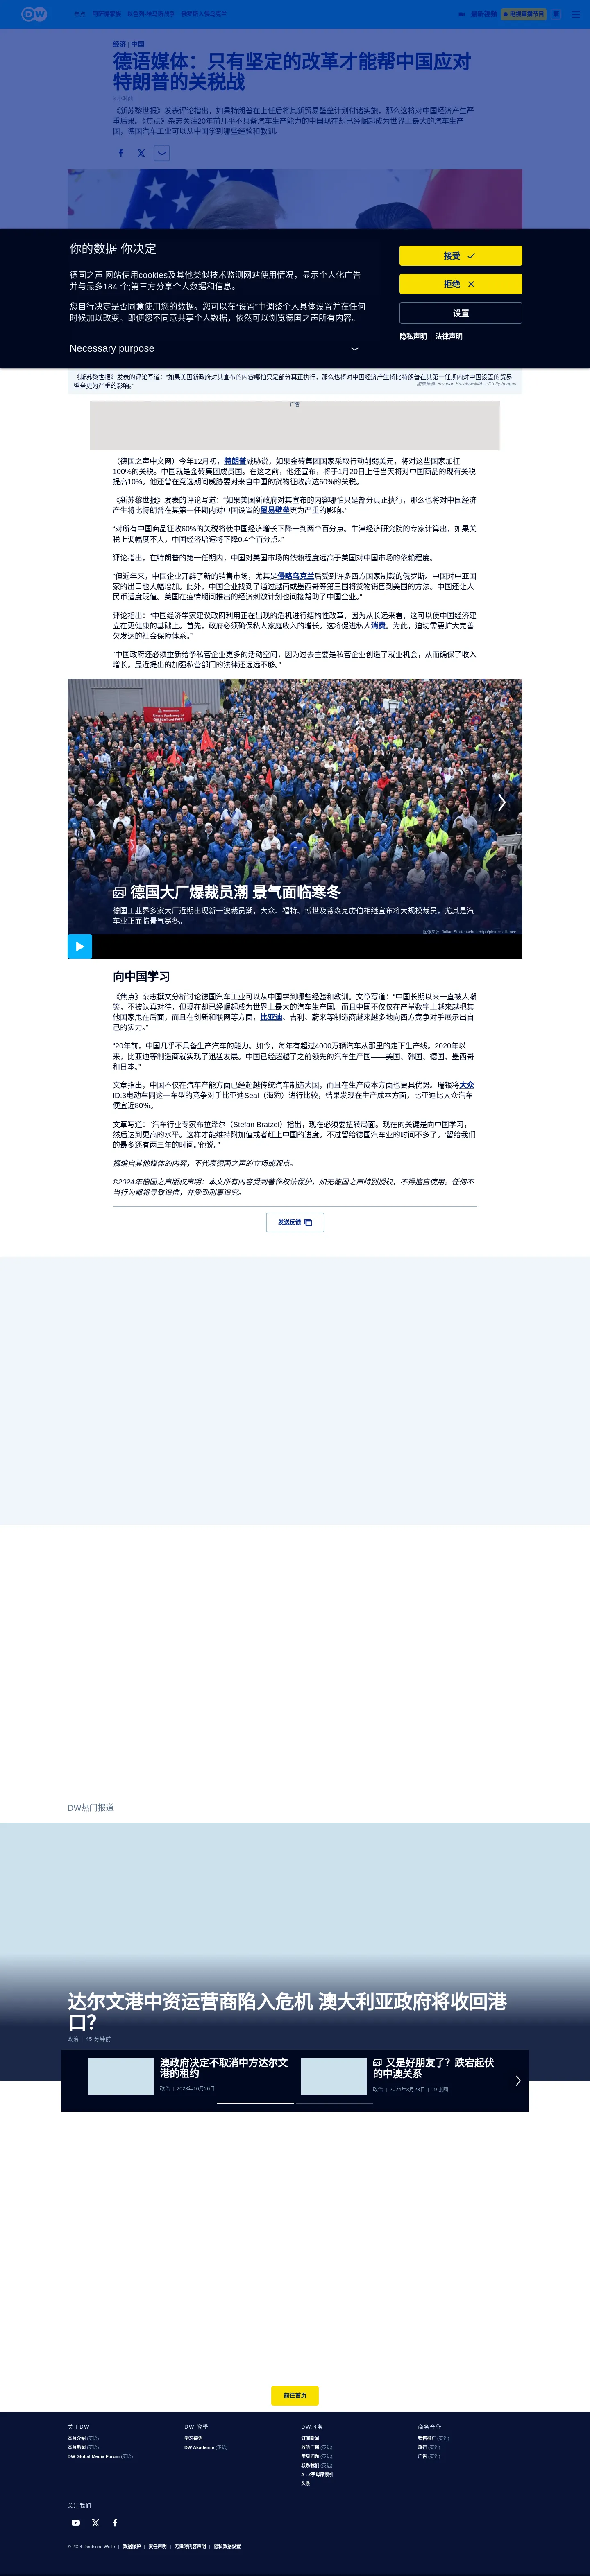 DW
最新视频
电视直播节目
繁
经济 | 中国
德语媒体：只有坚定的改革才能帮中国应对
特朗普的关税战
《新苏黎世报》发表评论指出，如果特朗普在上任后将其新贸易壁垒计划付诸实施，那么这将对中国经济产生严
重后果。《焦点》杂志关注20年前几乎不具备汽车生产能力的中国现在却已经崛起成为世界上最大的汽车生产
国，德国汽车工业可以从中国学到哪些经验和教训。
你的数据 你决定
德国之声'网站使用cookies及其他类似技术监测网站使用情况，显示个人化广告
并与最多184 个;第三方分享个人数据和信息。
您自行决定是否同意使用您的数据。您可以在“设置”中调整个人具体设置并在任何
时候加以改变。即便您不同意共享个人数据，依然可以浏览德国之声所有内容。
Necessary purpose
接受
拒绝
设置
隐私声明 | 法律声明
《新苏黎世报》发表的评论写道：“如果美国新政府对其宣布的内容哪怕只是部分真正执行，那么也将对中国经济产生将比特朗普在其第一任期内对中国设置的贸易
壁垒更为严重的影响。”
图像来源: Brendan Smialowski/AFP/Getty Images
广告
（德国之声中文网）今年12月初，特朗普威胁说，如果金砖集团国家采取行动削弱美元，将对这些国家加征
100%的关税。中国就是金砖集团成员国。在这之前，他还宣布，将于1月20日上任当天将对中国商品的现有关税
提高10%。他还曾在竞选期间威胁要对来自中国的货物征收高达60%的关税。
《新苏黎世报》发表的评论写道：“如果美国新政府对其宣布的内容哪怕只是部分真正执行，那么也将对中国经济
产生将比特朗普在其第一任期内对中国设置的贸易壁垒更为严重的影响。”
“对所有中国商品征收60%的关税将使中国经济增长下降一到两个百分点。牛津经济研究院的专家计算出，如果关
税上调幅度不大，中国经济增速将下降0.4个百分点。”
评论指出，在特朗普的第一任期内，中国对美国市场的依赖程度远高于美国对中国市场的依赖程度。
“但近年来，中国企业开辟了新的销售市场，尤其是侵略乌克兰后受到许多西方国家制裁的俄罗斯。中国对中亚国
家的出口也大幅增加。此外，中国企业找到了通过越南或墨西哥等第三国将货物销售到美国的方法。中国还让人
民币适度贬值。美国在疫情期间推出的经济刺激计划也间接帮助了中国企业。”
评论指出：“中国经济学家建议政府利用正在出现的危机进行结构性改革，因为从长远来看，这可以使中国经济建
立在更健康的基础上。首先，政府必须确保私人家庭收入的增长。这将促进私人消费。为此，迫切需要扩大完善
欠发达的社会保障体系。”
“中国政府还必须重新给予私营企业更多的活动空间，因为过去主要是私营企业创造了就业机会，从而确保了收入
增长。最近提出的加强私营部门的法律还远远不够。”
德国大厂爆裁员潮 景气面临寒冬
德国工业界多家大厂近期出现新一波裁员潮，大众、福特、博世及蒂森克虏伯相继宣布将大规模裁员，尤其是汽
车业正面临景气寒冬。
图像来源: Julian Stratenschulte/dpa/picture alliance
向中国学习
《焦点》杂志撰文分析讨论德国汽车工业可以从中国学到哪些经验和教训。文章写道：“中国长期以来一直被人嘲
笑，不被认真对待，但现在却已经崛起成为世界上最大的汽车生产国。而且中国不仅仅在产量数字上越来越把其
他国家甩在后面，而且在创新和联网等方面，比亚迪、吉利、蔚来等制造商越来越多地向西方竞争对手展示出自
己的实力。”
“20年前，中国几乎不具备生产汽车的能力。如今，每年有超过4000万辆汽车从那里的走下生产线。2020年以
来，比亚迪等制造商就实现了迅猛发展。中国已经超越了之前领先的汽车生产国——美国、韩国、德国、墨西哥
和日本。”
文章指出，中国不仅在汽车产能方面已经超越传统汽车制造大国，而且在生产成本方面也更具优势。瑞银将大众
ID.3电动车同这一车型的竞争对手比亚迪Seal（海豹）进行比较，结果发现在生产成本方面，比亚迪比大众汽车
便宜近80%。
文章写道：“汽车行业专家布拉泽尔（Stefan Bratzel）指出，现在必须要扭转局面。现在的关键是向中国学习，
然后达到更高的水平。这样才能维持附加值或者赶上中国的进度。不过留给德国汽车业的时间不多了。’留给我们
的最多还有两三年的时间。’他说。”
摘编自其他媒体的内容，不代表德国之声的立场或观点。
©2024年德国之声版权声明：本文所有内容受到著作权法保护，如无德国之声特别授权，不得擅自使用。任何不
当行为都将导致追偿，并受到刑事追究。
发送反馈
DW热门报道
达尔文港中资运营商陷入危机 澳大利亚政府将收回港
口？
政治 | 45 分钟前
澳政府决定不取消中方达尔文
港的租约
政治 | 2023年10月20日
又是好朋友了？跌宕起伏
的中澳关系
政治 | 2024年3月28日 | 19 张图
前往首页
关于DW
本台介绍 (英语)
本台新闻 (英语)
DW Global Media Forum (英语)
DW 教學
学习德语
DW Akademie (英语)
DW服务
订阅新闻
收听广播 (英语)
常见问题 (英语)
联系我们 (英语)
A - Z字母序索引
头条
商务合作
销售推广 (英语)
旅行 (英语)
广告 (英语)
关注我们
© 2024 Deutsche Welle | 数据保护 | 责任声明 | 无障碍内容声明 | 隐私数据设置